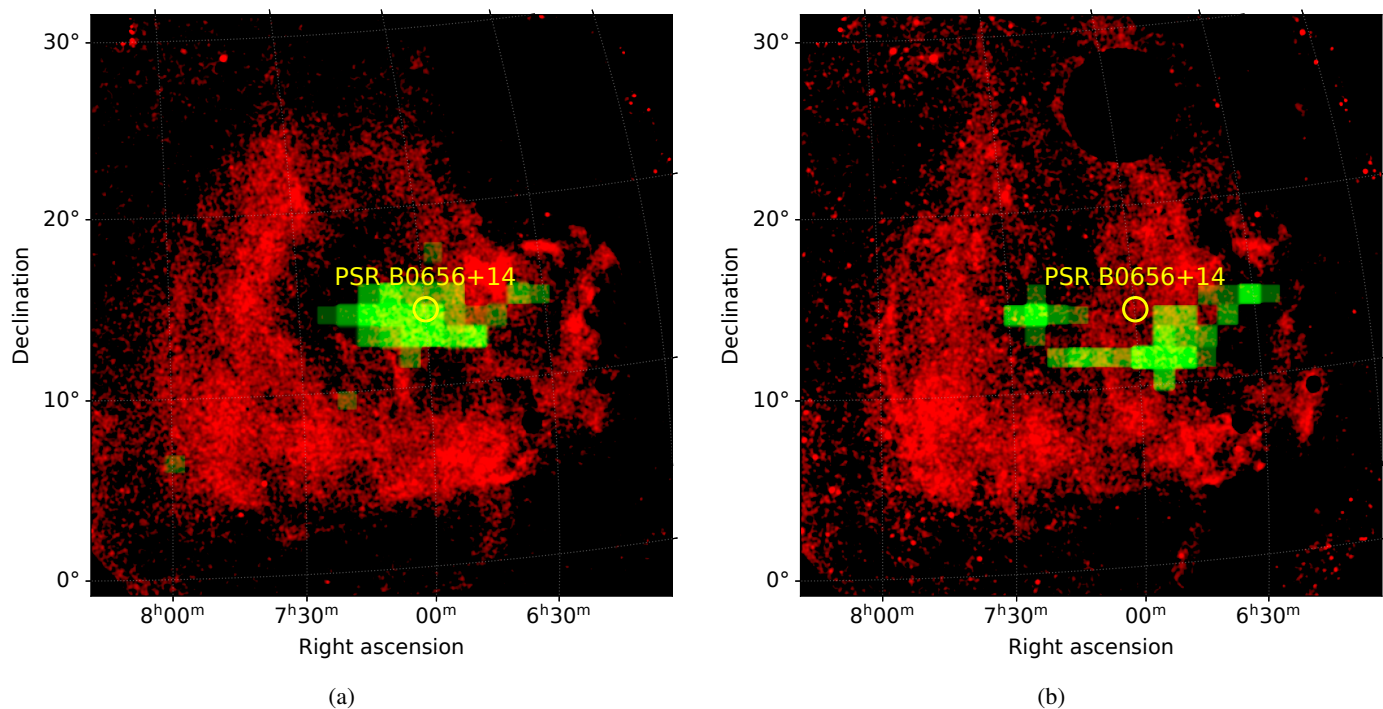 30°
20°
10°
0°
Declination
PSR B0656+14
8ʰ00ᵐ
7ʰ30ᵐ
00ᵐ
6ʰ30ᵐ
Right ascension
(a)
30°
20°
10°
0°
Declination
PSR B0656+14
8ʰ00ᵐ
7ʰ30ᵐ
00ᵐ
6ʰ30ᵐ
Right ascension
(b)